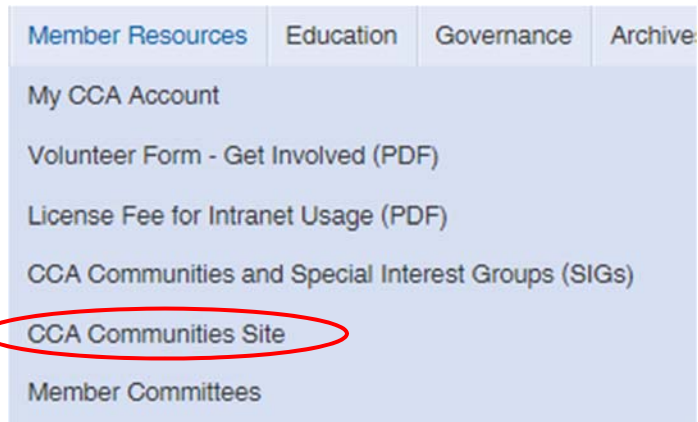 Member Resources Education Governance Archive
My CCA Account
Volunteer Form - Get Involved (PDF)
License Fee for Intranet Usage (PDF)
CCA Communities and Special Interest Groups (SIGs)
CCA Communities Site
Member Committees